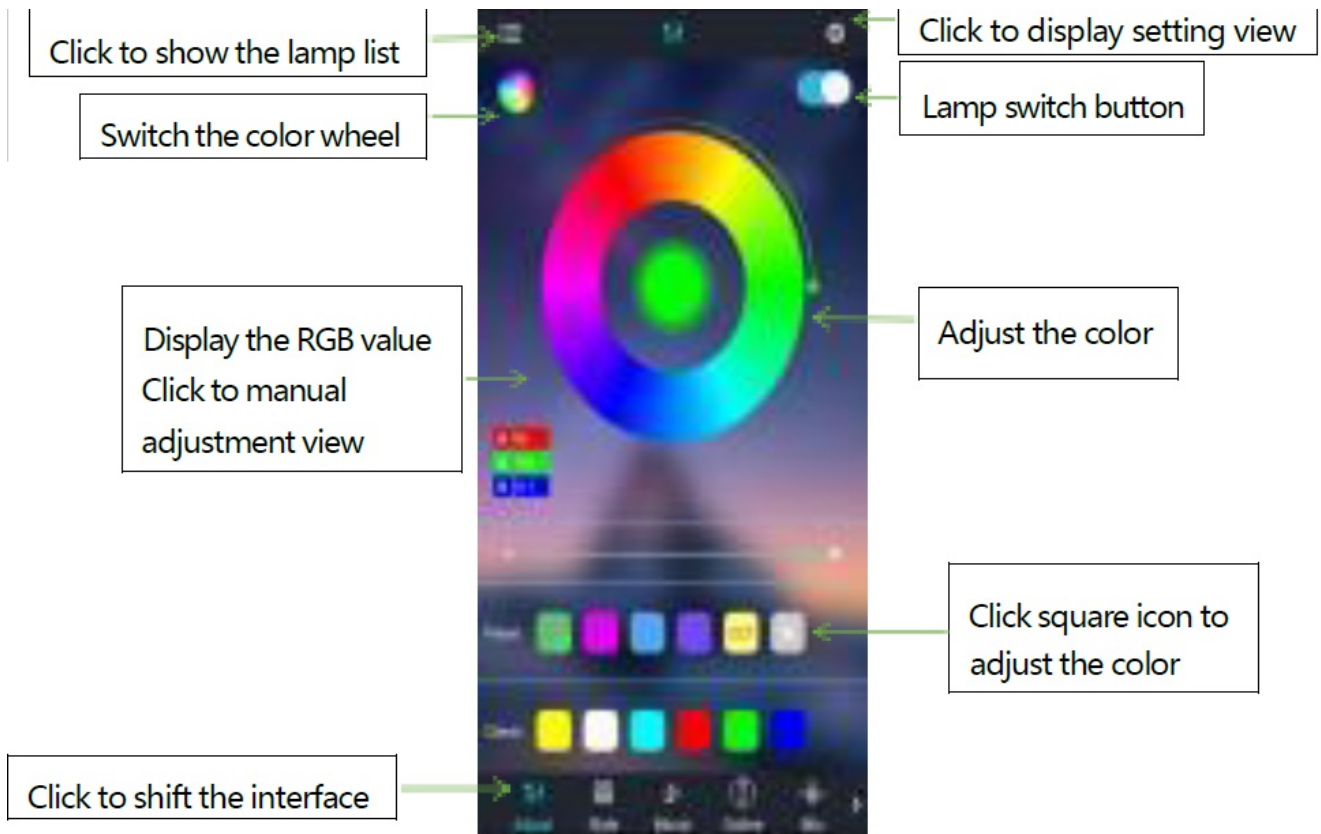 Click to show the lamp list
Click to display setting view
Switch the color wheel
Lamp switch button
Display the RGB value
Click to manual
adjustment view
Adjust the color
Click square icon to
adjust the color
Click to shift the interface
Adjust